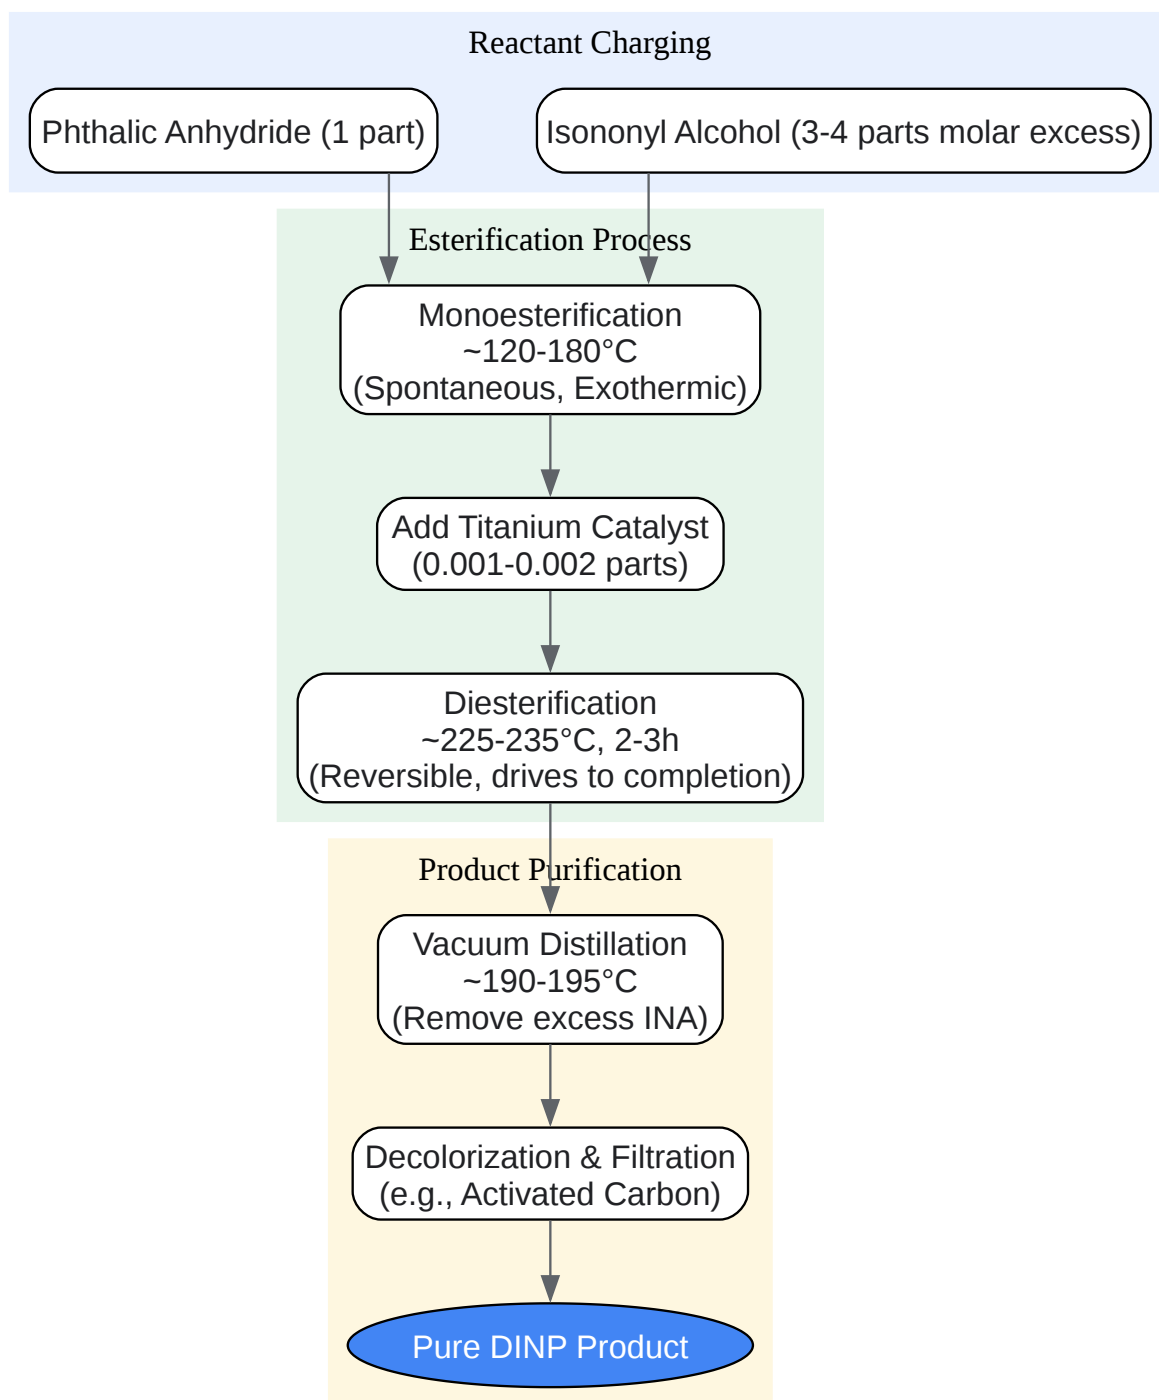 Reactant Charging
Phthalic Anhydride (1 part)
Isononyl Alcohol (3-4 parts molar excess)
Esterification Process
Monoesterification
~120-180°C
(Spontaneous, Exothermic)
Add Titanium Catalyst
(0.001-0.002 parts)
Diesterification
~225-235°C, 2-3h
(Reversible, drives to completion)
Product Purification
Vacuum Distillation
~190-195°C
(Remove excess INA)
Decolorization & Filtration
(e.g., Activated Carbon)
Pure DINP Product